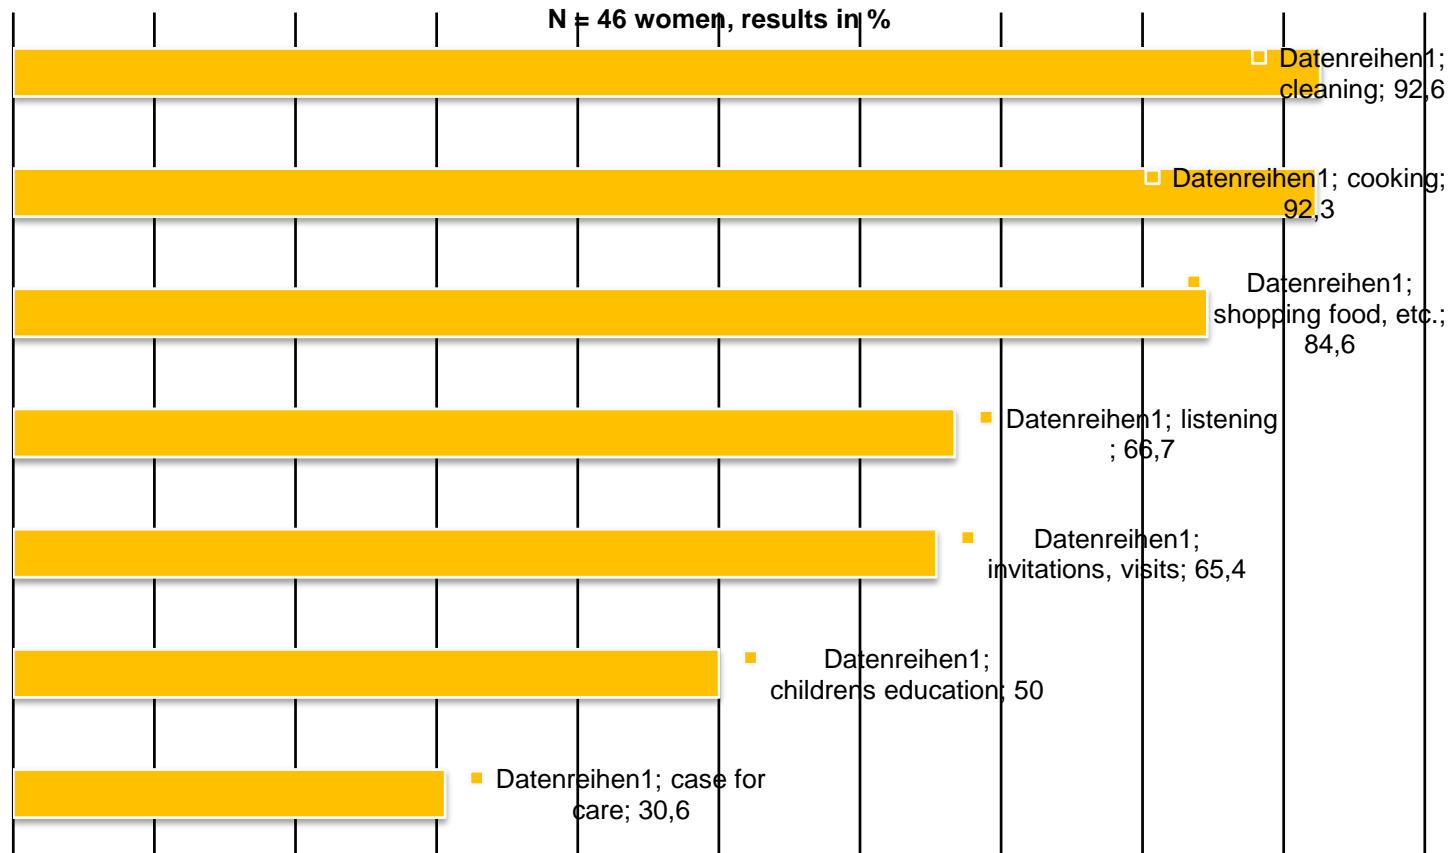 N = 46 women, results in %
Datenreihen1;
cleaning; 92,6
Datenreihen1; cooking;
92,3
Datenreihen1;
shopping food, etc.;
84,6
Datenreihen1; listening
; 66,7
Datenreihen1;
invitations, visits; 65,4
Datenreihen1;
childrens education; 50
Datenreihen1; case for
care; 30,6